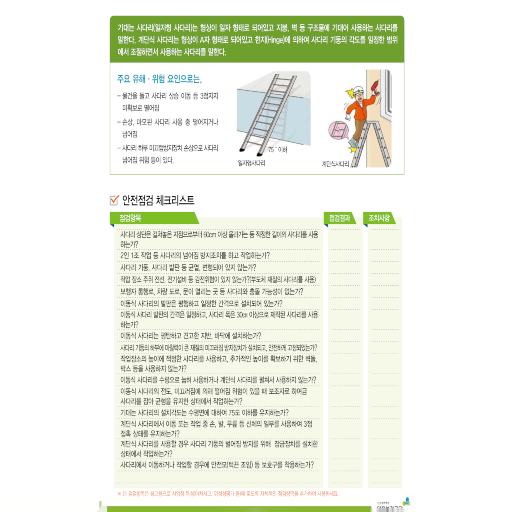 기대는 사다리(일자형 사다리)는 형상이 일자 형태로 되어있고 지붕, 벽 등 구조물에 기대어 사용하는 사다리를
말한다. 계단식 사다리는 형상이 A자 형태로 되어있고 힌지(Hinge)에 의하여 사다리 기둥의 각도를 일정한 범위
에서 조절하면서 사용하는 사다리를 말한다.
주요 유해·위험 요인으로는,
– 물건을 들고 사다리 상승 이동 등 3점지지
미확보로 떨어짐
– 손상, 마모된 사다리 사용 중 떨어지거나
넘어짐
– 사다리 하부 미끄럼방지장치 손상으로 사다리
넘어짐 위험 등이 있다.
75° 이하
일자형사다리
계단식사다리
안전점검 체크리스트
점검항목
점검결과
조치사항
사다리 상단은 걸쳐놓은 지점으로부터 60cm 이상 올라가는 등 적정한 길이의 사다리를 사용
하는가?
2인 1조 작업 등 사다리의 넘어짐 방지조치를 하고 작업하는가?
사다리 기둥, 사다리 발판 등 균열, 변형되어 있지 않는가?
작업 장소 주위 전선, 전기설비 등 감전위험이 있지 않는가?(부도체 재질의 사다리를 사용)
보행자 통행로, 차량 도로, 문이 열리는 곳 등 사다리와 충돌 가능성이 없는가?
이동식 사다리의 발판은 평행하고 일정한 간격으로 설치되어 있는가?
이동식 사다리 발판의 간격은 일정하고, 사다리 폭은 30㎝ 이상으로 제작된 사다리를 사용
하는가?
이동식 사다리는 평탄하고 견고한 지반, 바닥에 설치하는가?
사다리 기둥의 하부에 마찰력이 큰 재질의 미끄러짐 방지장치가 설치되고, 안전하게 고정되었는가?
작업장소의 높이에 적정한 사다리를 사용하고, 추가적인 높이를 확보하기 위한 벽돌,
박스 등을 사용하지 않는가?
이동식 사다리를 수평으로 눕혀 사용하거나 계단식 사다리를 펼쳐서 사용하지 않는가?
이동식 사다리의 전도, 미끄러짐에 의해 떨어짐 위험이 있을 때 보조자로 하여금
사다리를 잡아 균형을 유지한 상태에서 작업하는가?
기대는 사다리의 설치각도는 수평면에 대하여 75도 이하를 유지하는가?
계단식 사다리에서 이동 또는 작업 중 손, 발, 무릎 등 신체의 일부를 사용하여 3점
접촉 상태를 유지하는가?
계단식 사다리를 사용할 경우 사다리 기둥의 벌어짐 방지를 위해 잠금장치를 설치한
상태에서 작업하는가?
사다리에서 이동하거나 작업할 경우에 안전모(턱끈 조임) 등 보호구를 착용하는가?